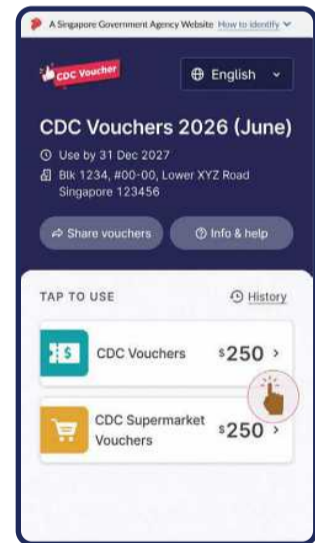 A Singapore Government Agency Website How to identify
CDC Voucher
English
CDC Vouchers 2026 (June)
Use by 31 Dec 2027
Blk 1234, #00-00, Lower XYZ Road
Singapore 123456
Share vouchers
Info & help
TAP TO USE
History
$
CDC Vouchers
$250
CDC Supermarket
Vouchers
$250